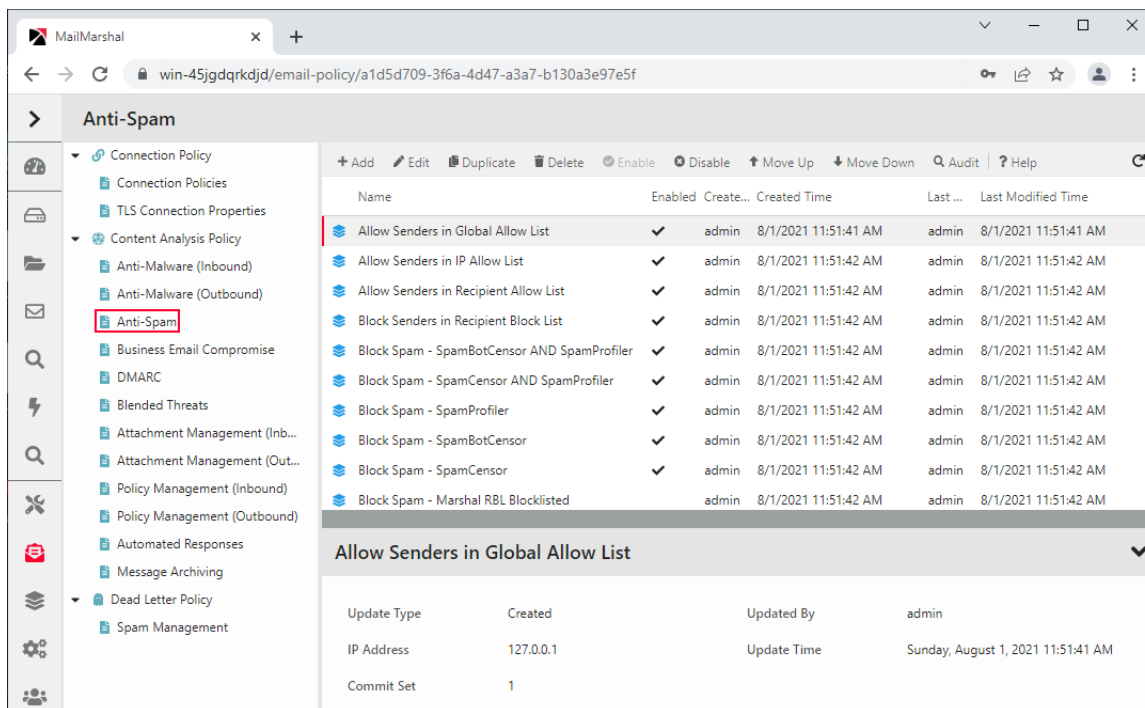 MailMarshal
win-45jgdqrkdjd/email-policy/a1d5d709-3f6a-4d47-a3a7-b130a3e97e5f
Anti-Spam
Connection Policy
Connection Policies
TLS Connection Properties
Content Analysis Policy
Anti-Malware (Inbound)
Anti-Malware (Outbound)
Anti-Spam
Business Email Compromise
DMARC
Blended Threats
Attachment Management (Inb...
Attachment Management (Out...
Policy Management (Inbound)
Policy Management (Outbound)
Automated Responses
Message Archiving
Dead Letter Policy
Spam Management
Add Edit Duplicate Delete Enable Disable Move Up Move Down Audit Help
Name Enabled Create... Created Time Last ... Last Modified Time
Allow Senders in Global Allow List admin 8/1/2021 11:51:41 AM admin 8/1/2021 11:51:41 AM
Allow Senders in IP Allow List admin 8/1/2021 11:51:42 AM admin 8/1/2021 11:51:42 AM
Allow Senders in Recipient Allow List admin 8/1/2021 11:51:42 AM admin 8/1/2021 11:51:42 AM
Block Senders in Recipient Block List admin 8/1/2021 11:51:42 AM admin 8/1/2021 11:51:42 AM
Block Spam - SpamBotCensor AND SpamProfiler admin 8/1/2021 11:51:42 AM admin 8/1/2021 11:51:42 AM
Block Spam - SpamCensor AND SpamProfiler admin 8/1/2021 11:51:42 AM admin 8/1/2021 11:51:42 AM
Block Spam - SpamProfiler admin 8/1/2021 11:51:42 AM admin 8/1/2021 11:51:42 AM
Block Spam - SpamBotCensor admin 8/1/2021 11:51:42 AM admin 8/1/2021 11:51:42 AM
Block Spam - SpamCensor admin 8/1/2021 11:51:42 AM admin 8/1/2021 11:51:42 AM
Block Spam - Marshal RBL Blocklisted admin 8/1/2021 11:51:42 AM admin 8/1/2021 11:51:42 AM
Allow Senders in Global Allow List
Update Type Created Updated By admin
IP Address 127.0.0.1 Update Time Sunday, August 1, 2021 11:51:41 AM
Commit Set 1